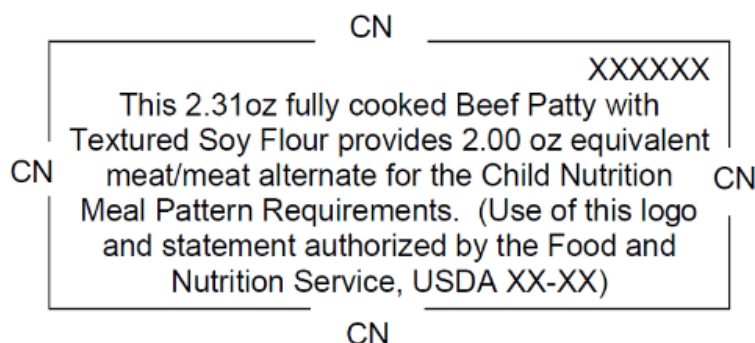 CN
XXXXXX
This 2.31oz fully cooked Beef Patty with
Textured Soy Flour provides 2.00 oz equivalent
CN meat/meat alternate for the Child Nutrition CN
Meal Pattern Requirements. (Use of this logo
and statement authorized by the Food and
Nutrition Service, USDA XX-XX)
CN